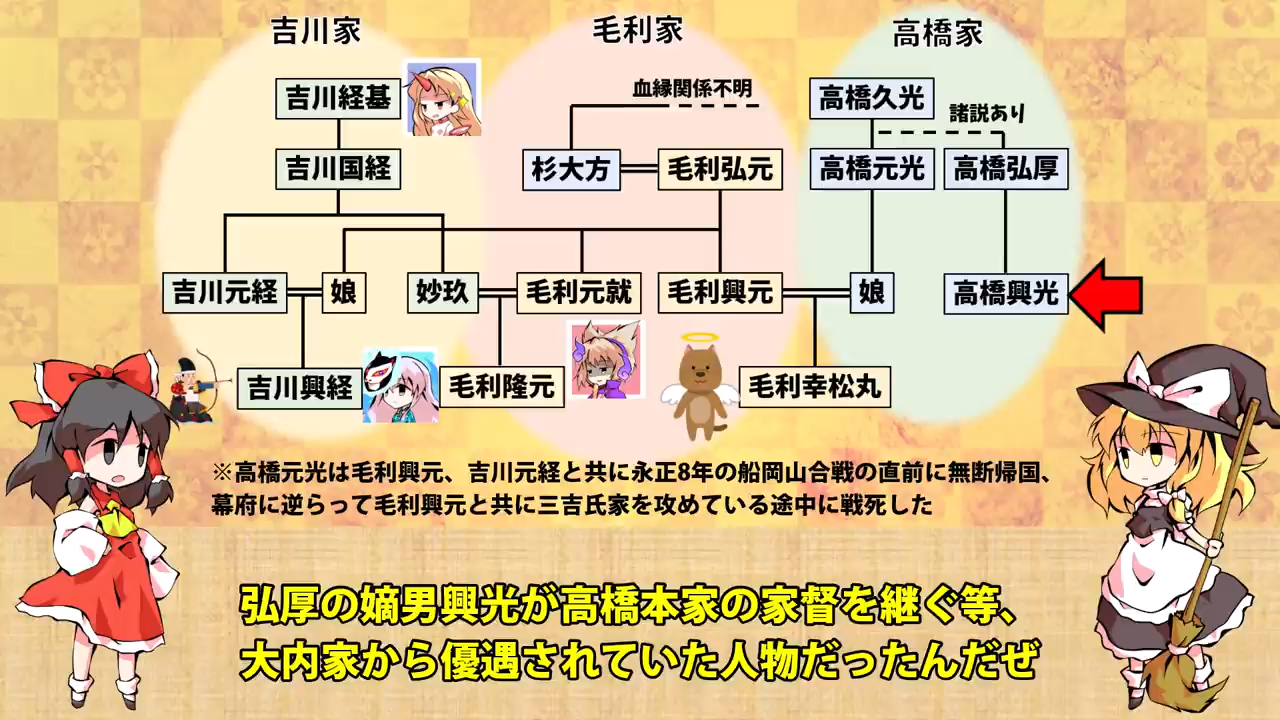 吉川家
毛利家
高橋家
吉川経基
血縁関係不明
高橋久光
諸説あり
吉川国経
杉大方
毛利弘元
高橋元光
高橋弘厚
吉川元経
娘
妙玖
毛利元就
毛利興元
娘
高橋興光
吉川興経
毛利隆元
毛利幸松丸
※高橋元光は毛利興元、吉川元経と共に永正8年の船岡山合戦の直前に無断帰国、
幕府に逆らって毛利興元と共に三吉氏家を攻めている途中に戦死した
弘厚の嫡男興光が高橋本家の家督を継ぐ等、
大内家から優遇されていた人物だったんだぜ